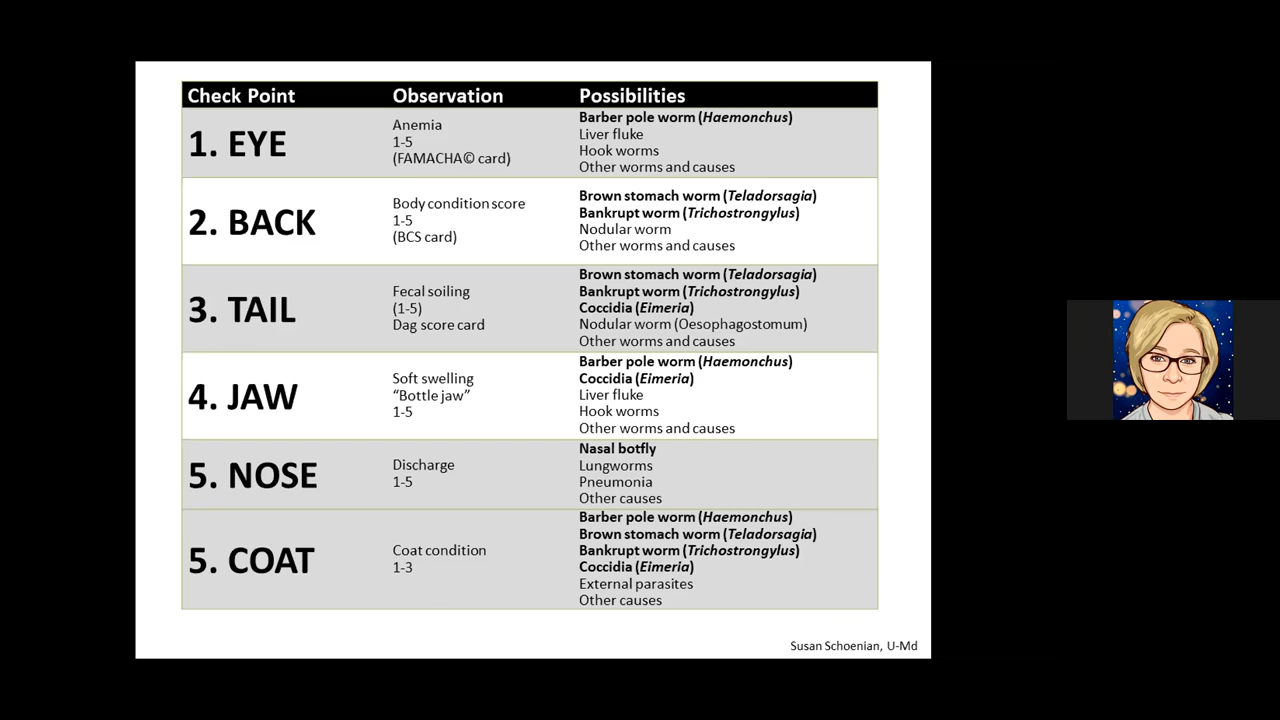 Check Point Observation Possibilities
1. EYE
Anemia
1-5
(FAMACHA© card)
Barber pole worm (Haemonchus)
Liver fluke
Hook worms
Other worms and causes
2. BACK
Body condition score
1-5
(BCS card)
Brown stomach worm (Teladorsagia)
Bankrupt worm (Trichostrongylus)
Nodular worm
Other worms and causes
3. TAIL
Fecal soiling
(1-5)
Dag score card
Brown stomach worm (Teladorsagia)
Bankrupt worm (Trichostrongylus)
Coccidia (Eimeria)
Nodular worm (Oesophagostomum)
Other worms and causes
4. JAW
Soft swelling
“Bottle jaw”
1-5
Barber pole worm (Haemonchus)
Coccidia (Eimeria)
Liver fluke
Hook worms
Other worms and causes
5. NOSE
Discharge
1-5
Nasal botfly
Lungworms
Pneumonia
Other causes
5. COAT
Coat condition
1-3
Barber pole worm (Haemonchus)
Brown stomach worm (Teladorsagia)
Bankrupt worm (Trichostrongylus)
Coccidia (Eimeria)
External parasites
Other causes
Susan Schoenian, U-Md